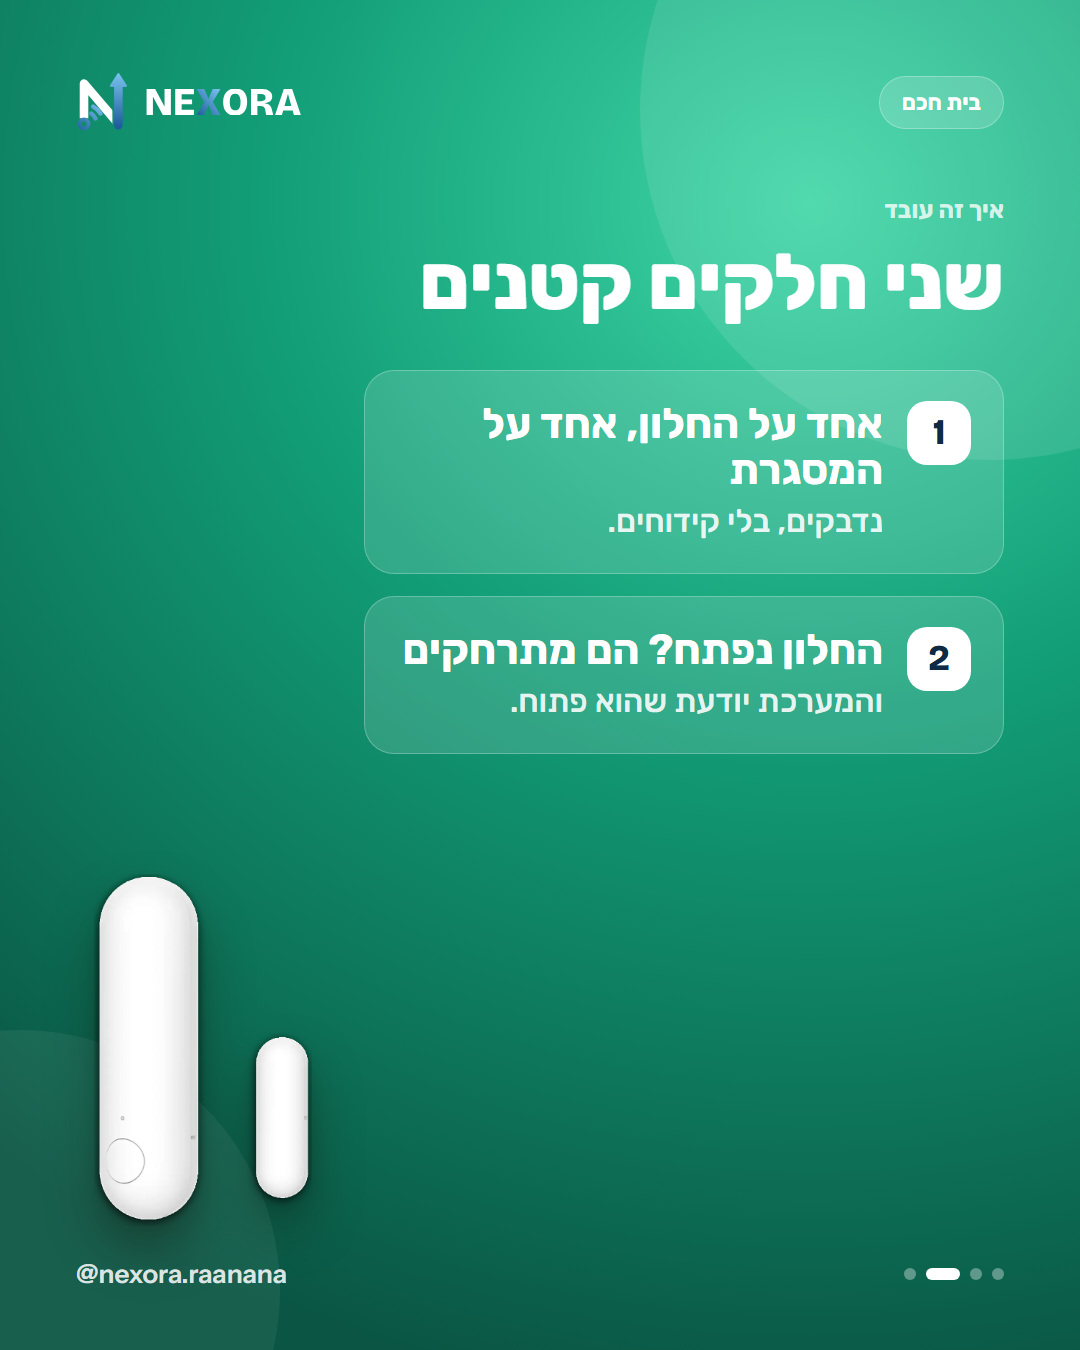 NEXORA
בית חכם
איך זה עובד
שני חלקים קטנים
1
אחד על החלון, אחד על
המסגרת
נדבקים, בלי קידוחים.
2
החלון נפתח? הם מתרחקים
והמערכת יודעת שהוא פתוח.
@nexora.raanana